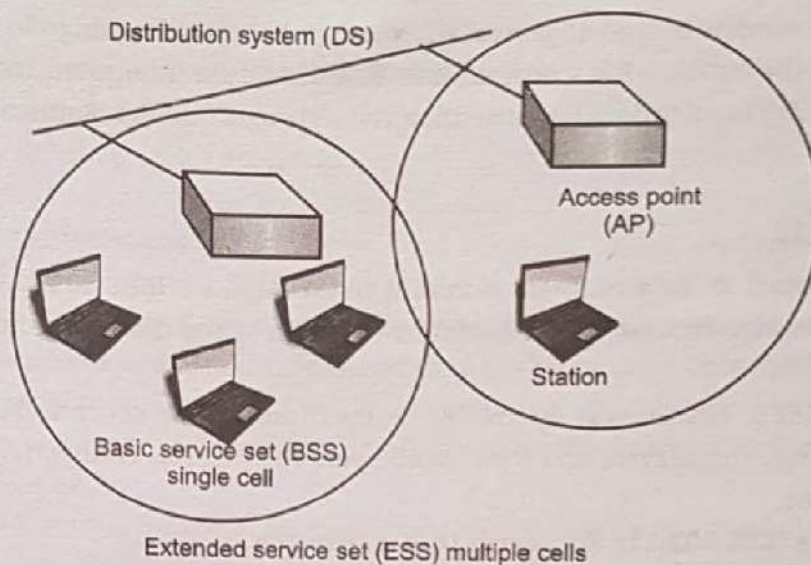 Distribution system (DS)
Access point
(AP)
Station
Basic service set (BSS)
single cell
Extended service set (ESS) multiple cells